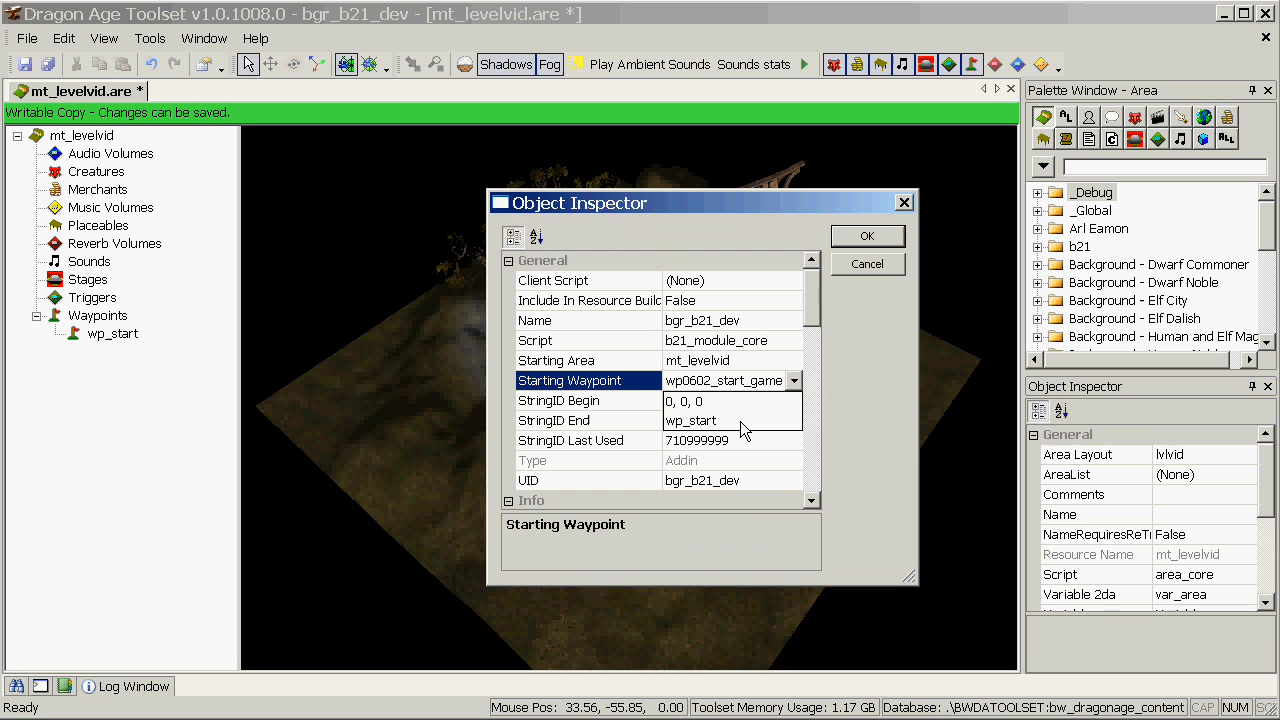 Dragon Age Toolset v1.0.1008.0 - bgr_b21_dev - [mt_levelvid.are *]
File Edit View Tools Window Help
Shadows Fog Play Ambient Sounds Sounds stats
mt_levelvid.are *
Writable Copy - Changes can be saved.
mt_levelvid
Audio Volumes
Creatures
Merchants
Music Volumes
Placeables
Reverb Volumes
Sounds
Stages
Triggers
Waypoints
wp_start
Object Inspector
OK
Cancel
General
Client Script (None)
Include In Resource Build False
Name bgr_b21_dev
Script b21_module_core
Starting Area mt_levelvid
Starting Waypoint wp0602_start_game
StringID Begin 0, 0, 0
StringID End wp_start
StringID Last Used 710999999
Type Addin
UID bgr_b21_dev
Info
Starting Waypoint
Palette Window - Area
ALL
_Debug
_Global
Arl Eamon
b21
Background - Dwarf Commoner
Background - Dwarf Noble
Background - Elf City
Background - Elf Dalish
Background - Human and Elf Mag
Object Inspector
General
Area Layout lvlvid
AreaList (None)
Comments
Name
NameRequiresReTr False
Resource Name mt_levelvid
Script area_core
Variable 2da var_area
Log Window
Ready
Mouse Pos: 33.56, -55.85, 0.00 Toolset Memory Usage: 1.17 GB Database: .\BWDATOOLSET:bw_dragonage_content CAP NUM